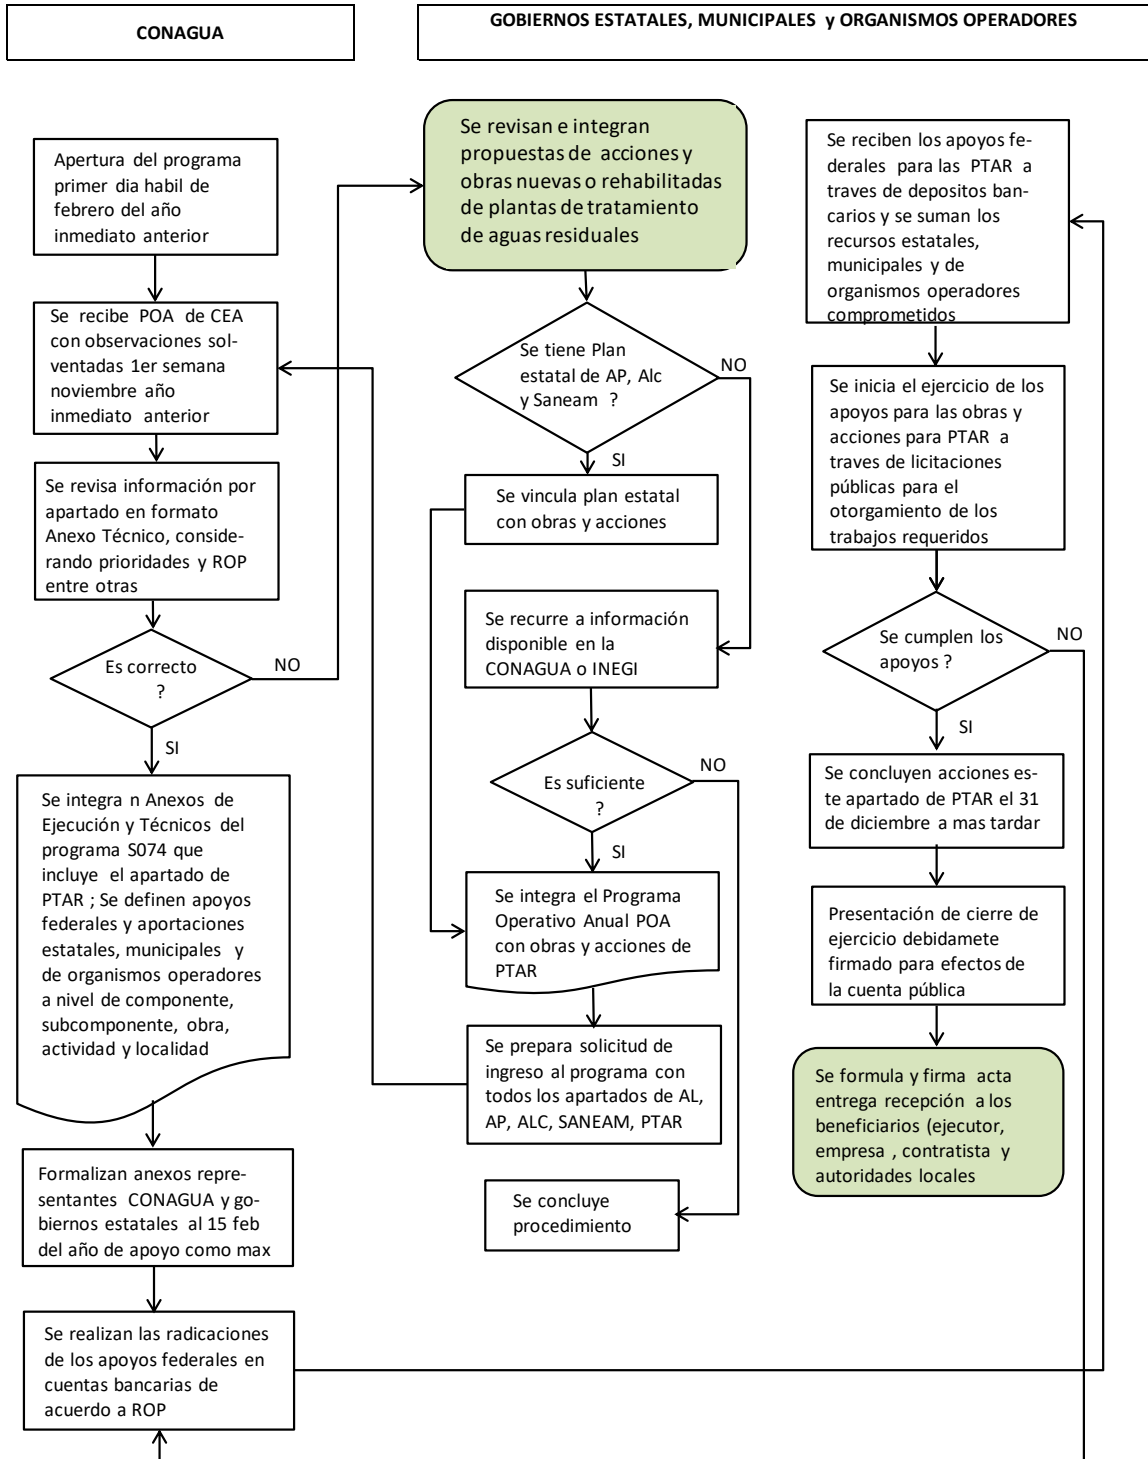 CONAGUA
GOBIERNOS ESTATALES, MUNICIPALES y ORGANISMOS OPERADORES
Apertura del programa
primer dia habil de
febrero del año
inmediato anterior
Se recibe POA de CEA
con observaciones sol-
ventadas 1er semana
noviembre año
inmediato anterior
Se revisa información por
apartado en formato
Anexo Técnico, conside-
rando prioridades y ROP
entre otras
Es correcto
?
NO
SI
Se integra n Anexos de
Ejecución y Técnicos del
programa S074 que
incluye el apartado de
PTAR ; Se definen apoyos
federales y aportaciones
estatales, municipales y
de organismos operadores
a nivel de componente,
subcomponente, obra,
actividad y localidad
Formalizan anexos repre-
sentantes CONAGUA y go-
biernos estatales al 15 feb
del año de apoyo como max
Se realizan las radicaciones
de los apoyos federales en
cuentas bancarias de
acuerdo a ROP
Se revisan e integran
propuestas de acciones y
obras nuevas o rehabilitadas
de plantas de tratamiento
de aguas residuales
Se tiene Plan
estatal de AP, Alc
y Saneam ?
NO
SI
Se vincula plan estatal
con obras y acciones
Se recurre a información
disponible en la
CONAGUA o INEGI
Es suficiente
?
NO
SI
Se integra el Programa
Operativo Anual POA
con obras y acciones de
PTAR
Se prepara solicitud de
ingreso al programa con
todos los apartados de AL,
AP, ALC, SANEAM, PTAR
Se concluye
procedimiento
Se reciben los apoyos fe-
derales para las PTAR a
traves de depositos ban-
carios y se suman los
recursos estatales,
municipales y de
organismos operadores
comprometidos
Se inicia el ejercicio de los
apoyos para las obras y
acciones para PTAR a
traves de licitaciones
públicas para el
otorgamiento de los
trabajos requeridos
Se cumplen los
apoyos ?
NO
SI
Se concluyen acciones es-
te apartado de PTAR el 31
de diciembre a mas tardar
Presentación de cierre de
ejercicio debidamete
firmado para efectos de
la cuenta pública
Se formula y firma acta
entrega recepción a los
beneficiarios (ejecutor,
empresa , contratista y
autoridades locales